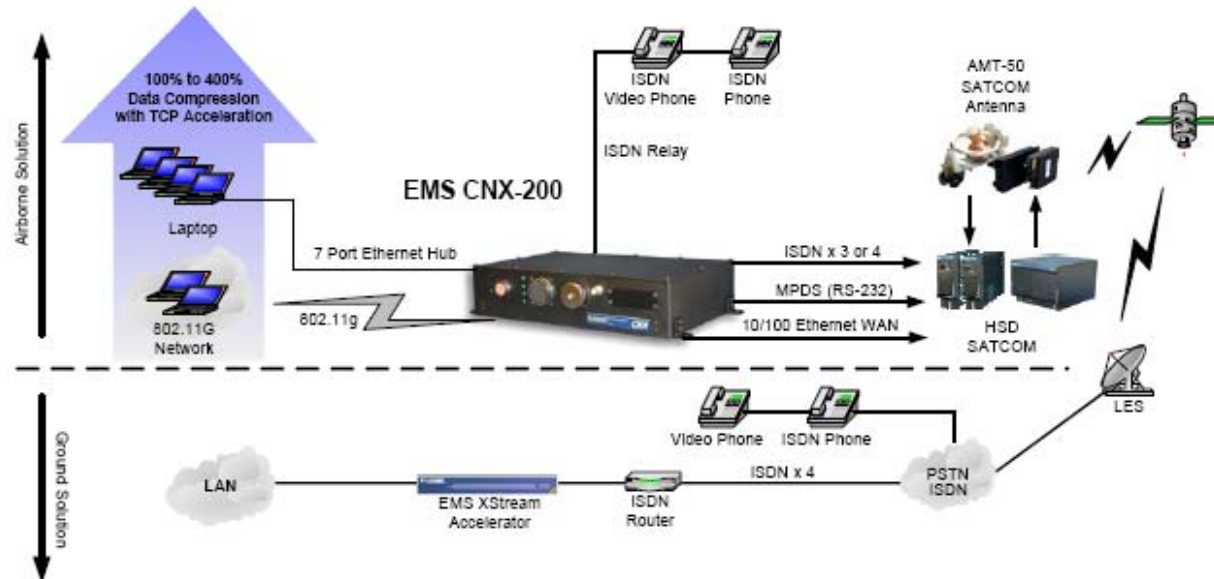 Airborne Solution
100% to 400%
Data Compression
with TCP Acceleration
Laptop
802.11G
Network
7 Port Ethernet Hub
802.11g
EMS CNX-200
ISDN
Video Phone
ISDN
Phone
ISDN Relay
AMT-50
SATCOM
Antenna
ISDN x 3 or 4
MPDS (RS-232)
10/100 Ethernet WAN
HSD
SATCOM
LES
Ground Solution
LAN
EMS XStream
Accelerator
ISDN
Router
Video Phone
ISDN Phone
ISDN x 4
PSTN
ISDN